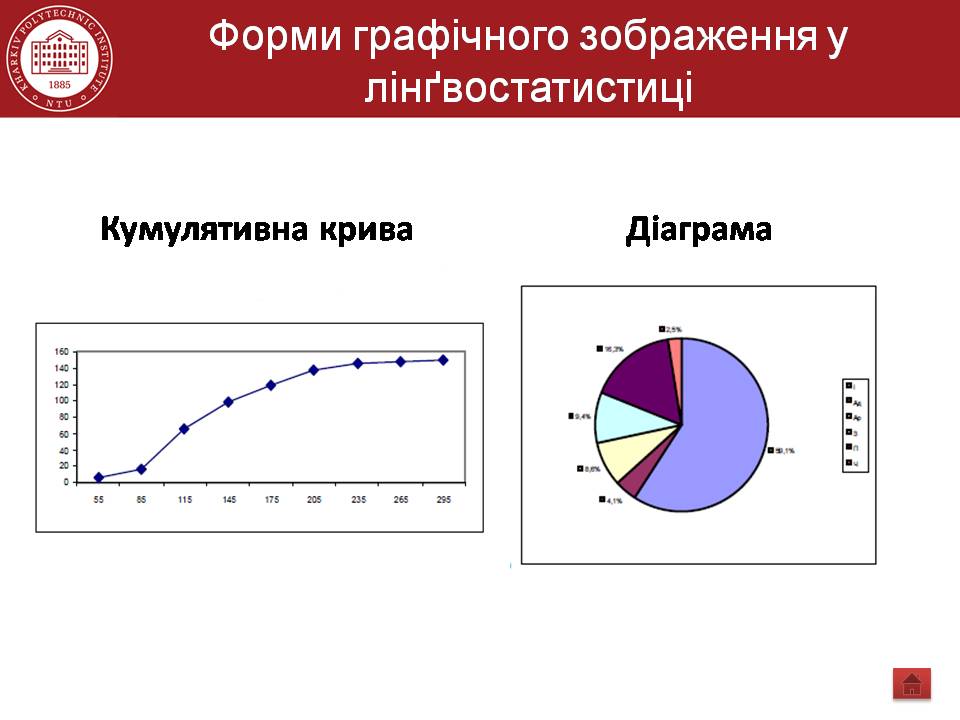 KHARKIV POLYTECHNIC INSTITUTE
1885
NTU
Форми графічного зображення у
лінґвостатистиці
Кумулятивна крива
Діаграма
160
140
120
100
80
60
40
20
0
55 85 115 145 175 205 235 265 295
2,5%
16,3%
9,4%
8,6%
4,1%
59,1%
І
Ад
Ар
З
П
Ч